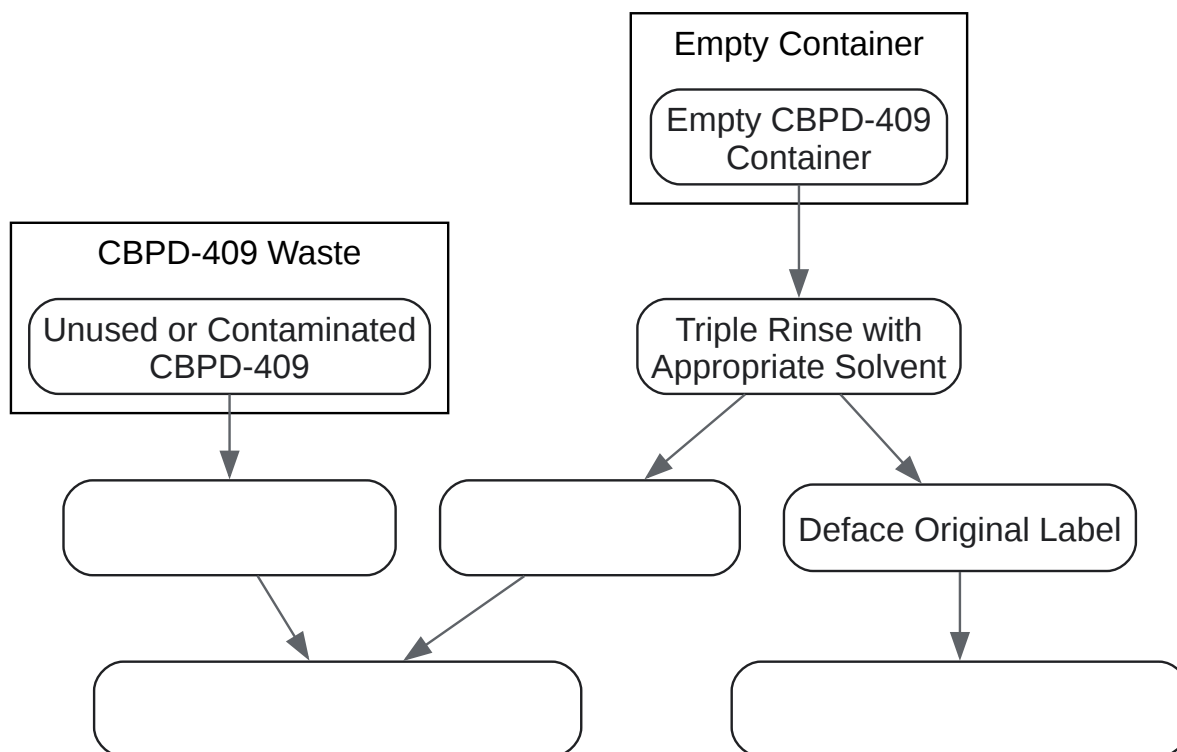 Empty Container
Empty CBPD-409
Container
CBPD-409 Waste
Unused or Contaminated
CBPD-409
Triple Rinse with
Appropriate Solvent
Deface Original Label